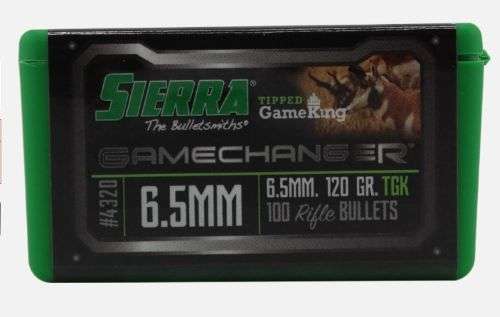 SIERRA®
The Bulletsmiths®
TIPPED
GameKing®
GAMECHANGER®
#4320
6.5MM
6.5MM. 120 GR. TGK
100 Rifle BULLETS